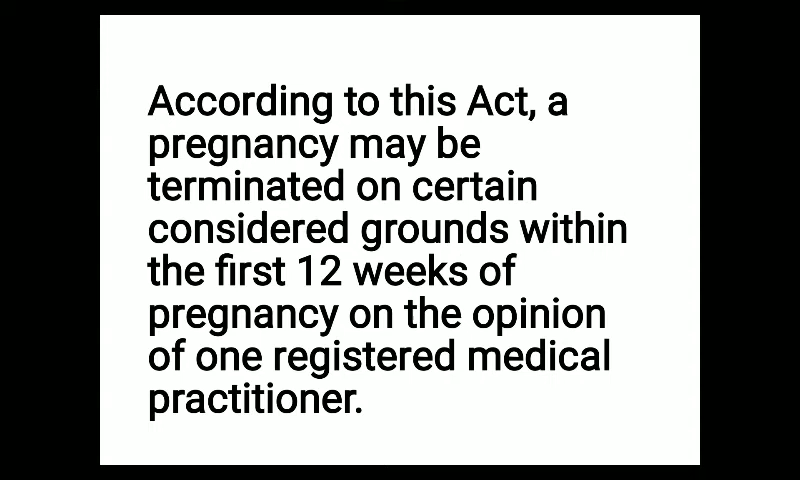 According to this Act, a
pregnancy may be
terminated on certain
considered grounds within
the first 12 weeks of
pregnancy on the opinion
of one registered medical
practitioner.